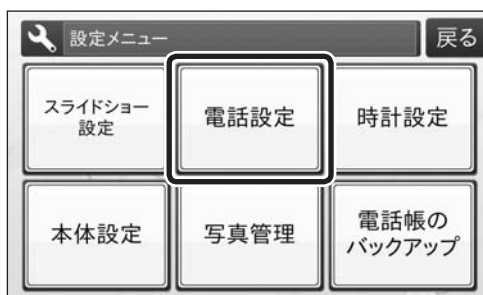 設定メニュー
戻る
スライドショー
設定
電話設定
時計設定
本体設定
写真管理
電話帳の
バックアップ